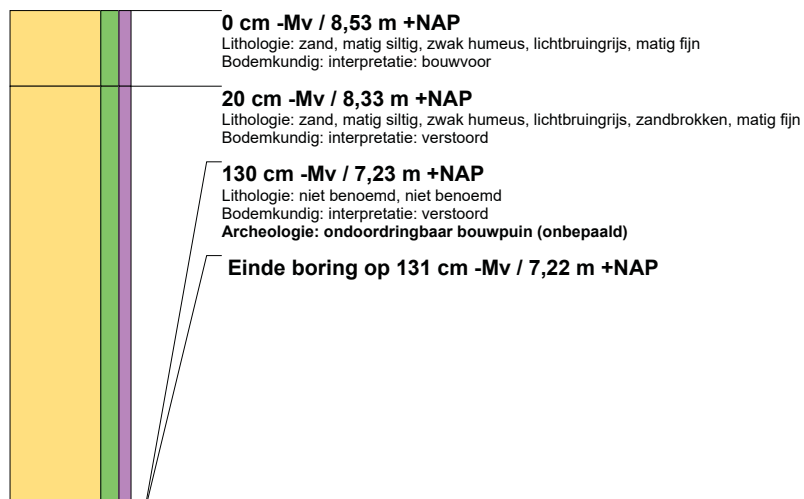 0 cm -Mv / 8,53 m +NAP
Lithologie: zand, matig siltig, zwak humeus, lichtbruingrijs, matig fijn
Bodemkundig: interpretatie: bouwvoor
20 cm -Mv / 8,33 m +NAP
Lithologie: zand, matig siltig, zwak humeus, lichtbruingrijs, zandbrokken, matig fijn
Bodemkundig: interpretatie: verstoord
130 cm -Mv / 7,23 m +NAP
Lithologie: niet benoemd, niet benoemd
Bodemkundig: interpretatie: verstoord
Archeologie: ondoordringbaar bouwpuin (onbepaald)
Einde boring op 131 cm -Mv / 7,22 m +NAP